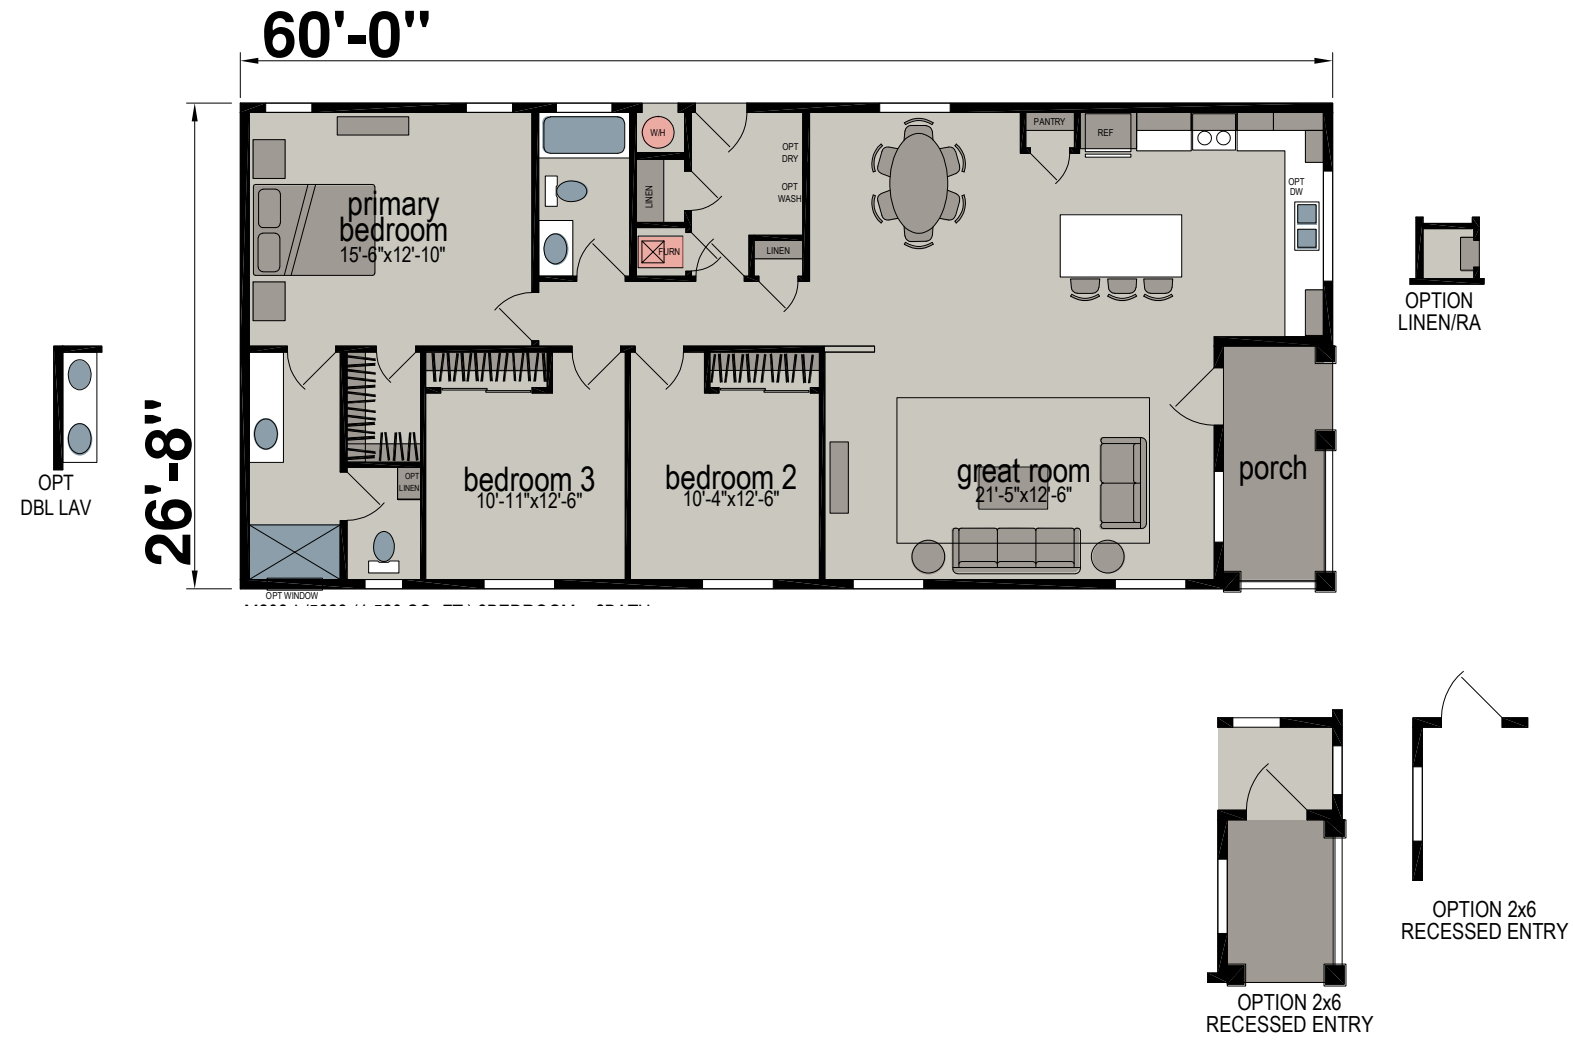 60'-0"
26'-8"
primary
bedroom
15'-6"x12'-10"
W/H
LINEN
FURN
OPT
DRY
OPT
WASH
LINEN
PANTRY
REF
OPT
DW
OPTION
LINEN/RA
OPT
DBL LAV
OPT
LINEN
bedroom 3
10'-11"x12'-6"
bedroom 2
10'-4"x12'-6"
great room
21'-5"x12'-6"
porch
OPT WINDOW
OPTION 2x6
RECESSED ENTRY
OPTION 2x6
RECESSED ENTRY